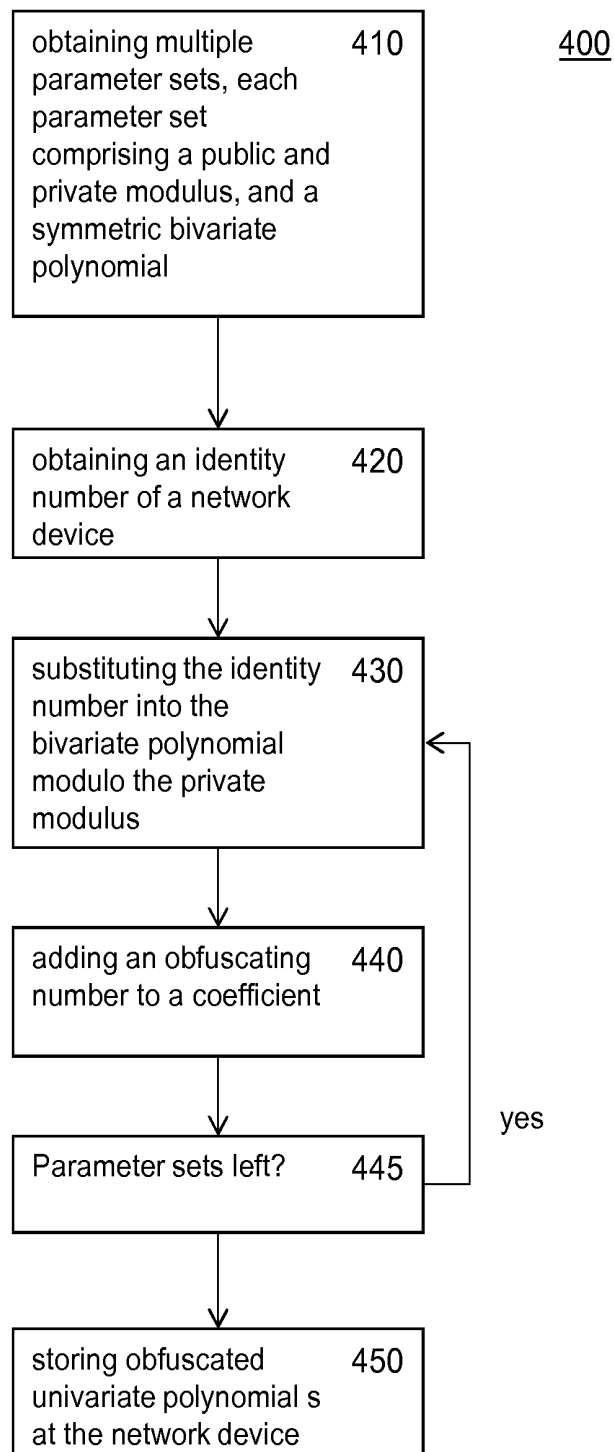 obtaining multiple 410
parameter sets, each
parameter set
comprising a public and
private modulus, and a
symmetric bivariate
polynomial
400
obtaining an identity 420
number of a network
device
substituting the identity 430
number into the
bivariate polynomial
modulo the private
modulus
adding an obfuscating 440
number to a coefficient
yes
Parameter sets left? 445
storing obfuscated 450
univariate polynomial s
at the network device